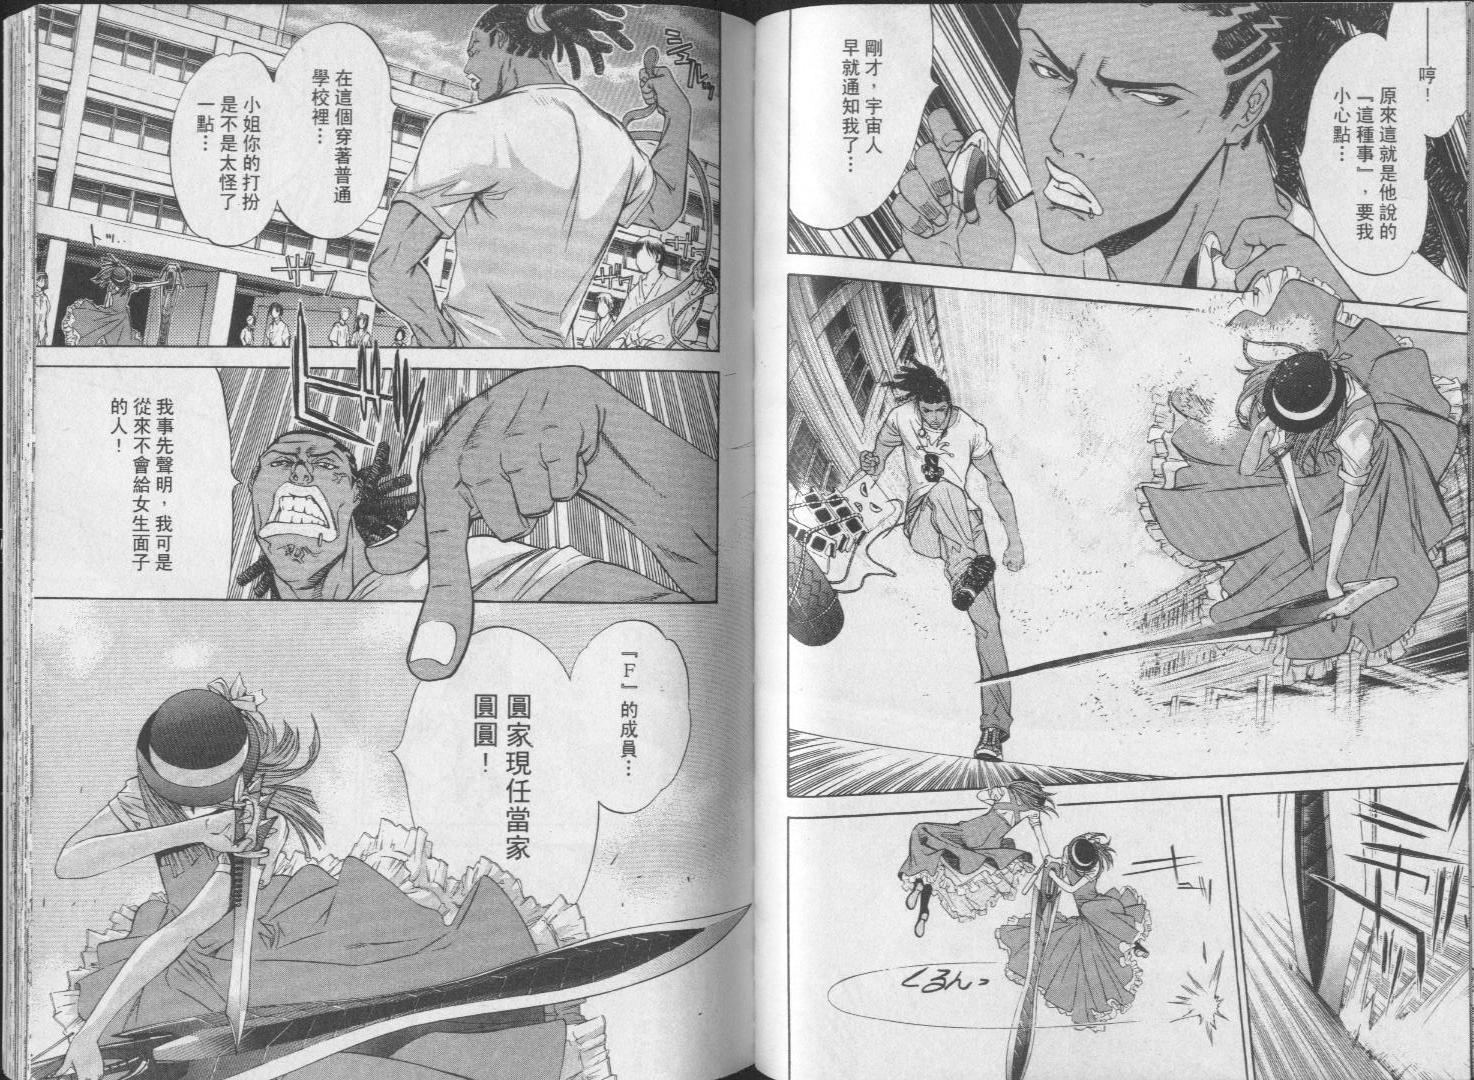 哼！
原來這就是他說的
『這種事』，要我
小心點…
剛才，宇宙人
早就通知我了…
くるんっ
在這個穿著普通
學校裡…
小姐你的打扮
是不是太怪了
一點…
我事先聲明，我可是
從來不會給女生面子
的人！
『Ｆ』的成員…
圓家現任當家
圓圓！